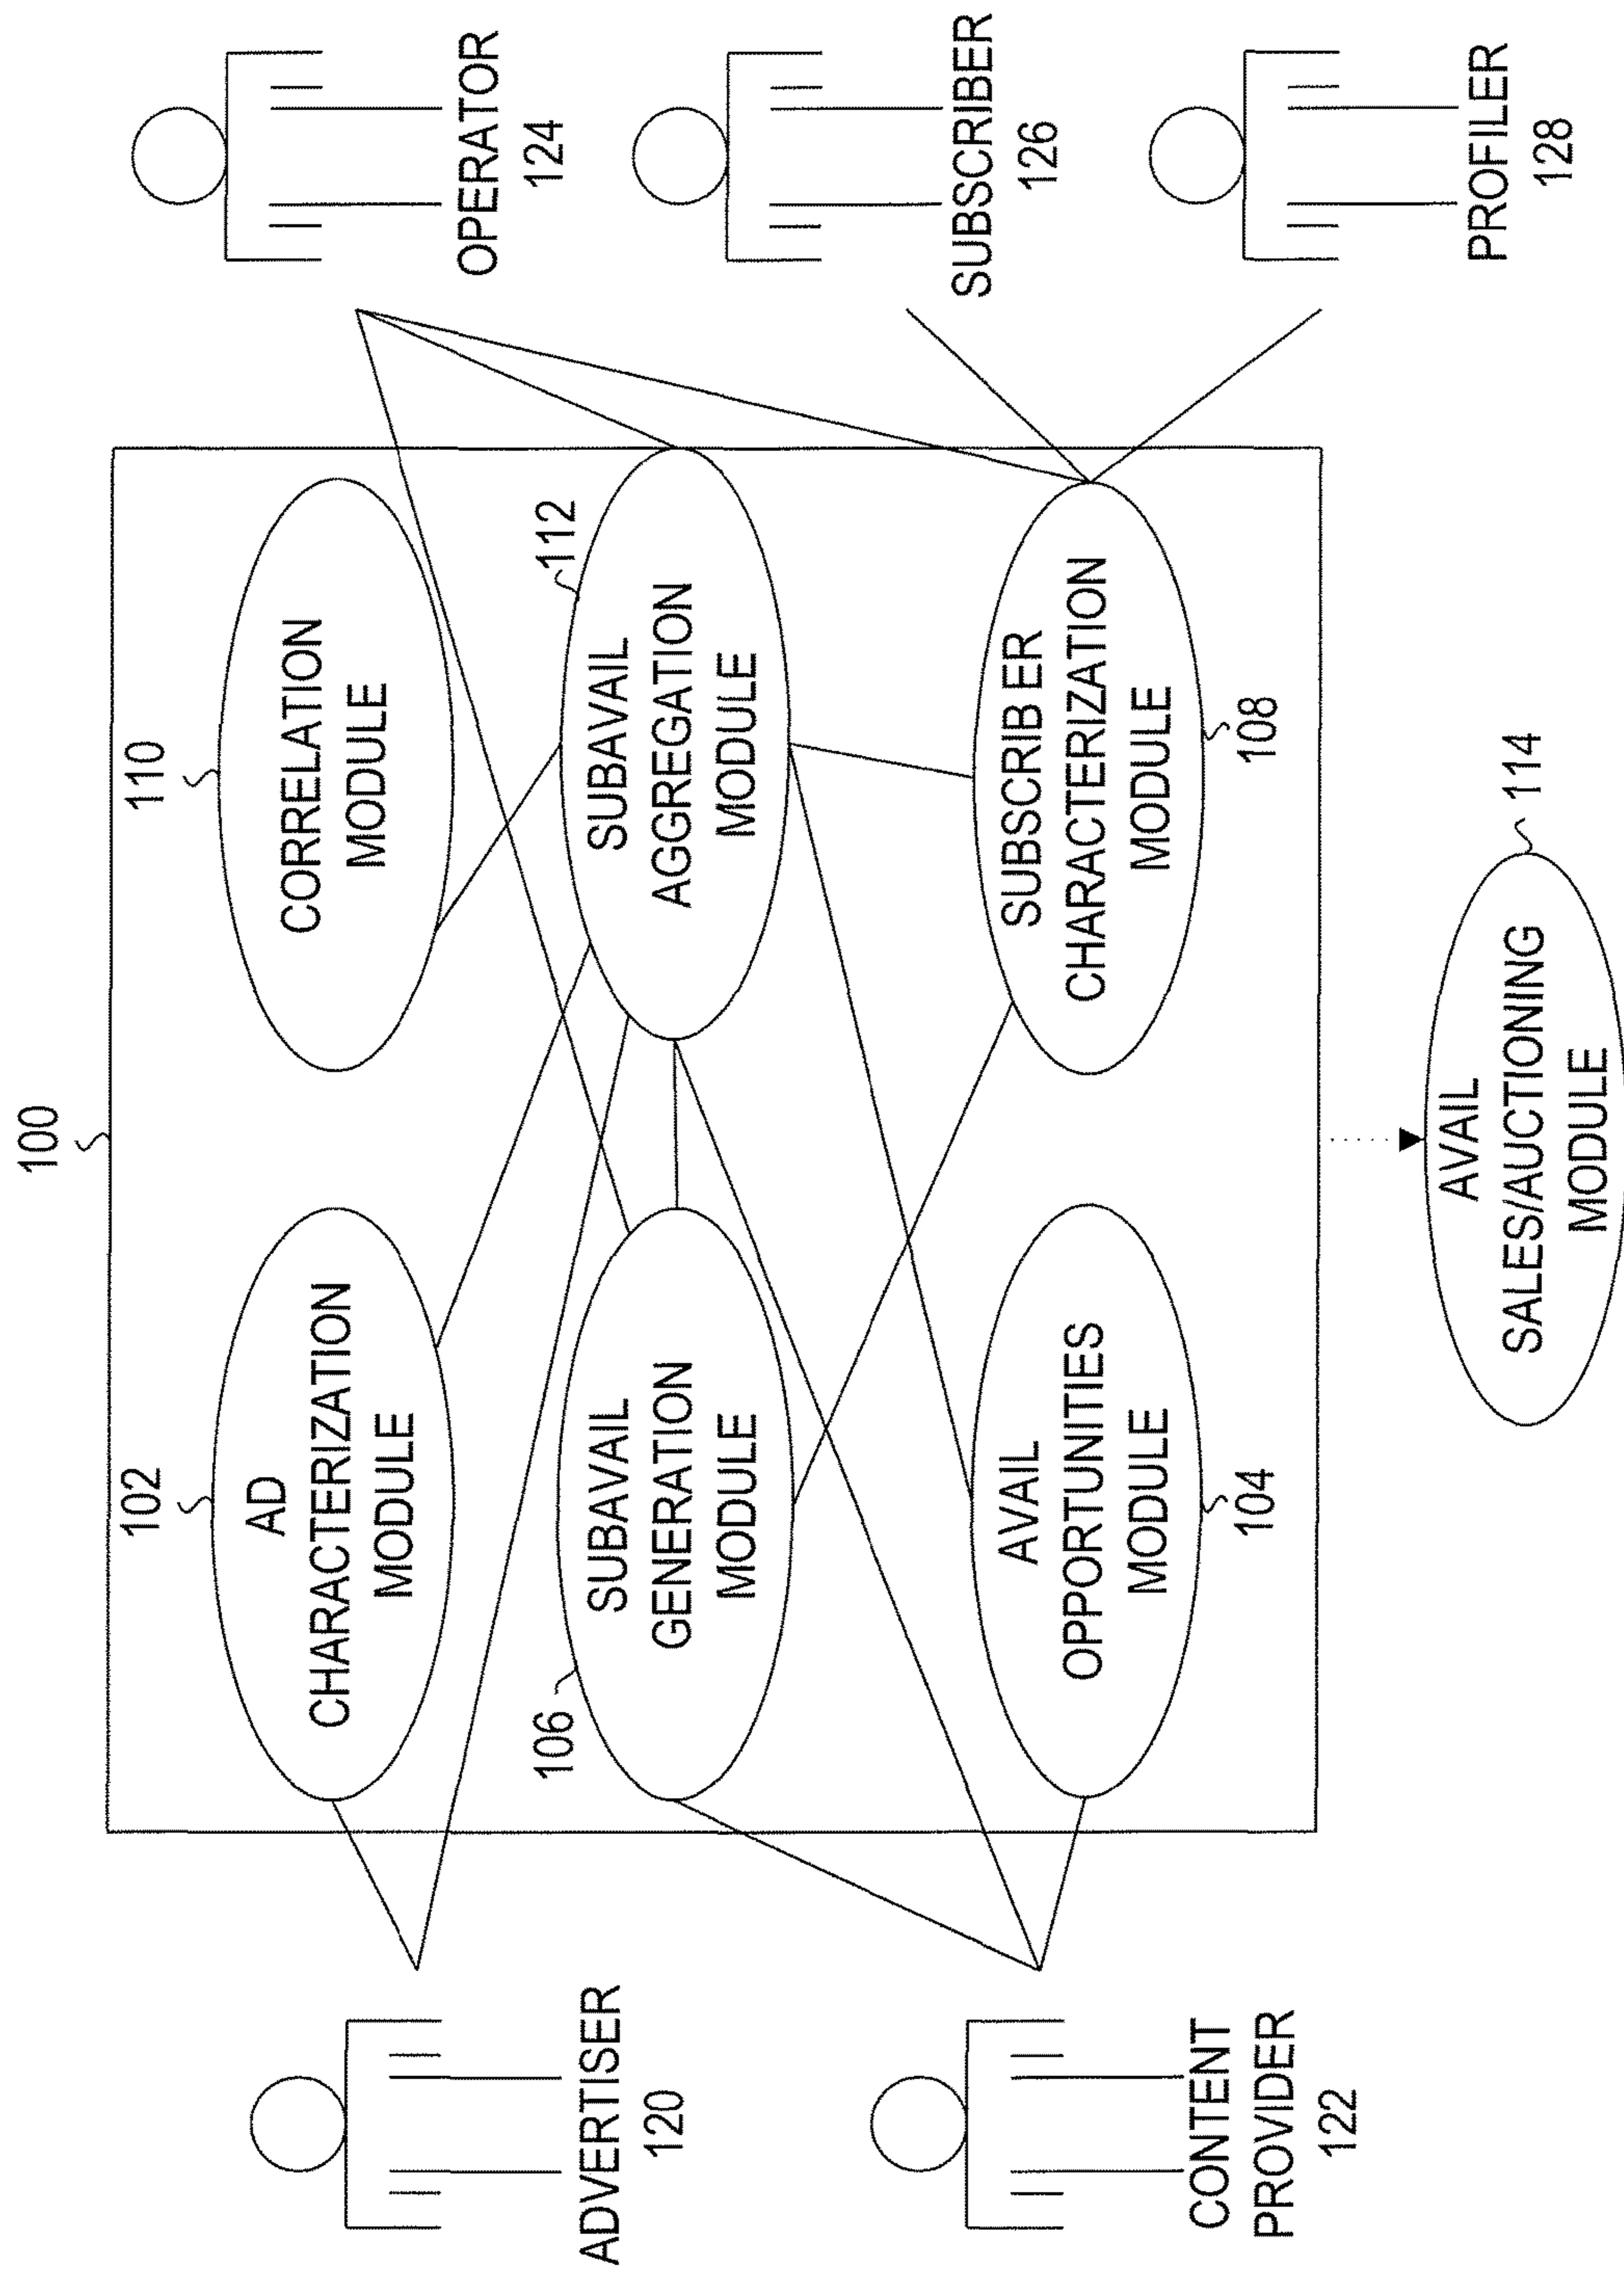 100
ADVERTISER
120
CONTENT
PROVIDER
122
102
AD
CHARACTERIZATION
MODULE
106
SUBAVAIL
GENERATION
MODULE
AVAIL
OPPORTUNITIES
MODULE
104
110
CORRELATION
MODULE
112
SUBAVAIL
AGGREGATION
MODULE
SUBSCRIB ER
CHARACTERIZATION
MODULE
108
AVAIL
SALES/AUCTIONING
MODULE
114
OPERATOR
124
SUBSCRIBER
126
PROFILER
128